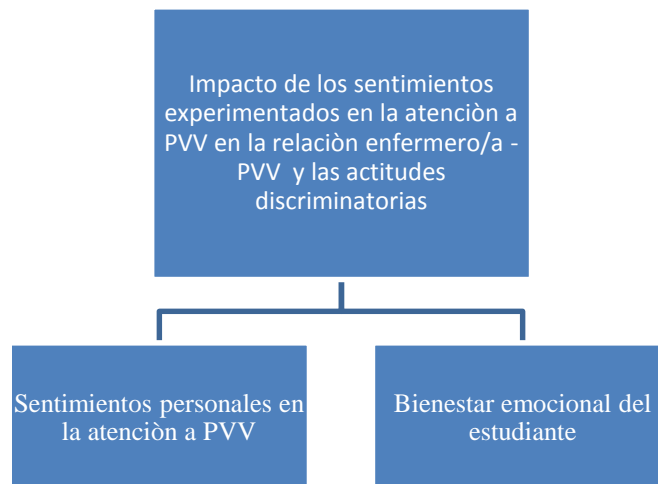 Impacto de los sentimientos
experimentados en la atenciòn a
PVV en la relaciòn enfermero/a -
PVV y las actitudes
discriminatorias
Sentimientos personales en
la atenciòn a PVV
Bienestar emocional del
estudiante